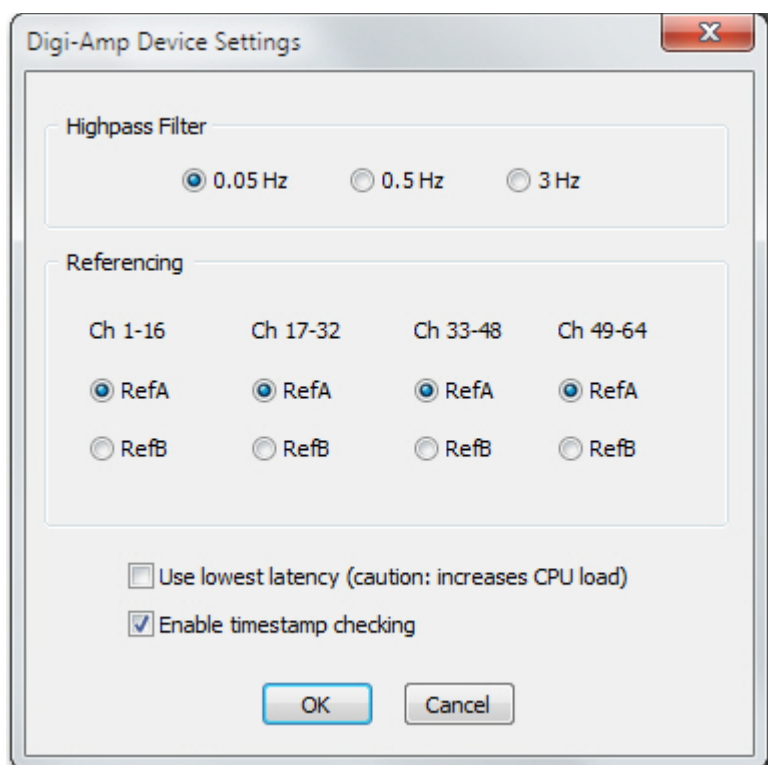 Digi-Amp Device Settings
Highpass Filter
0.05 Hz 0.5 Hz 3 Hz
Referencing
Ch 1-16 Ch 17-32 Ch 33-48 Ch 49-64
RefA RefA RefA RefA
RefB RefB RefB RefB
Use lowest latency (caution: increases CPU load)
Enable timestamp checking
OK Cancel